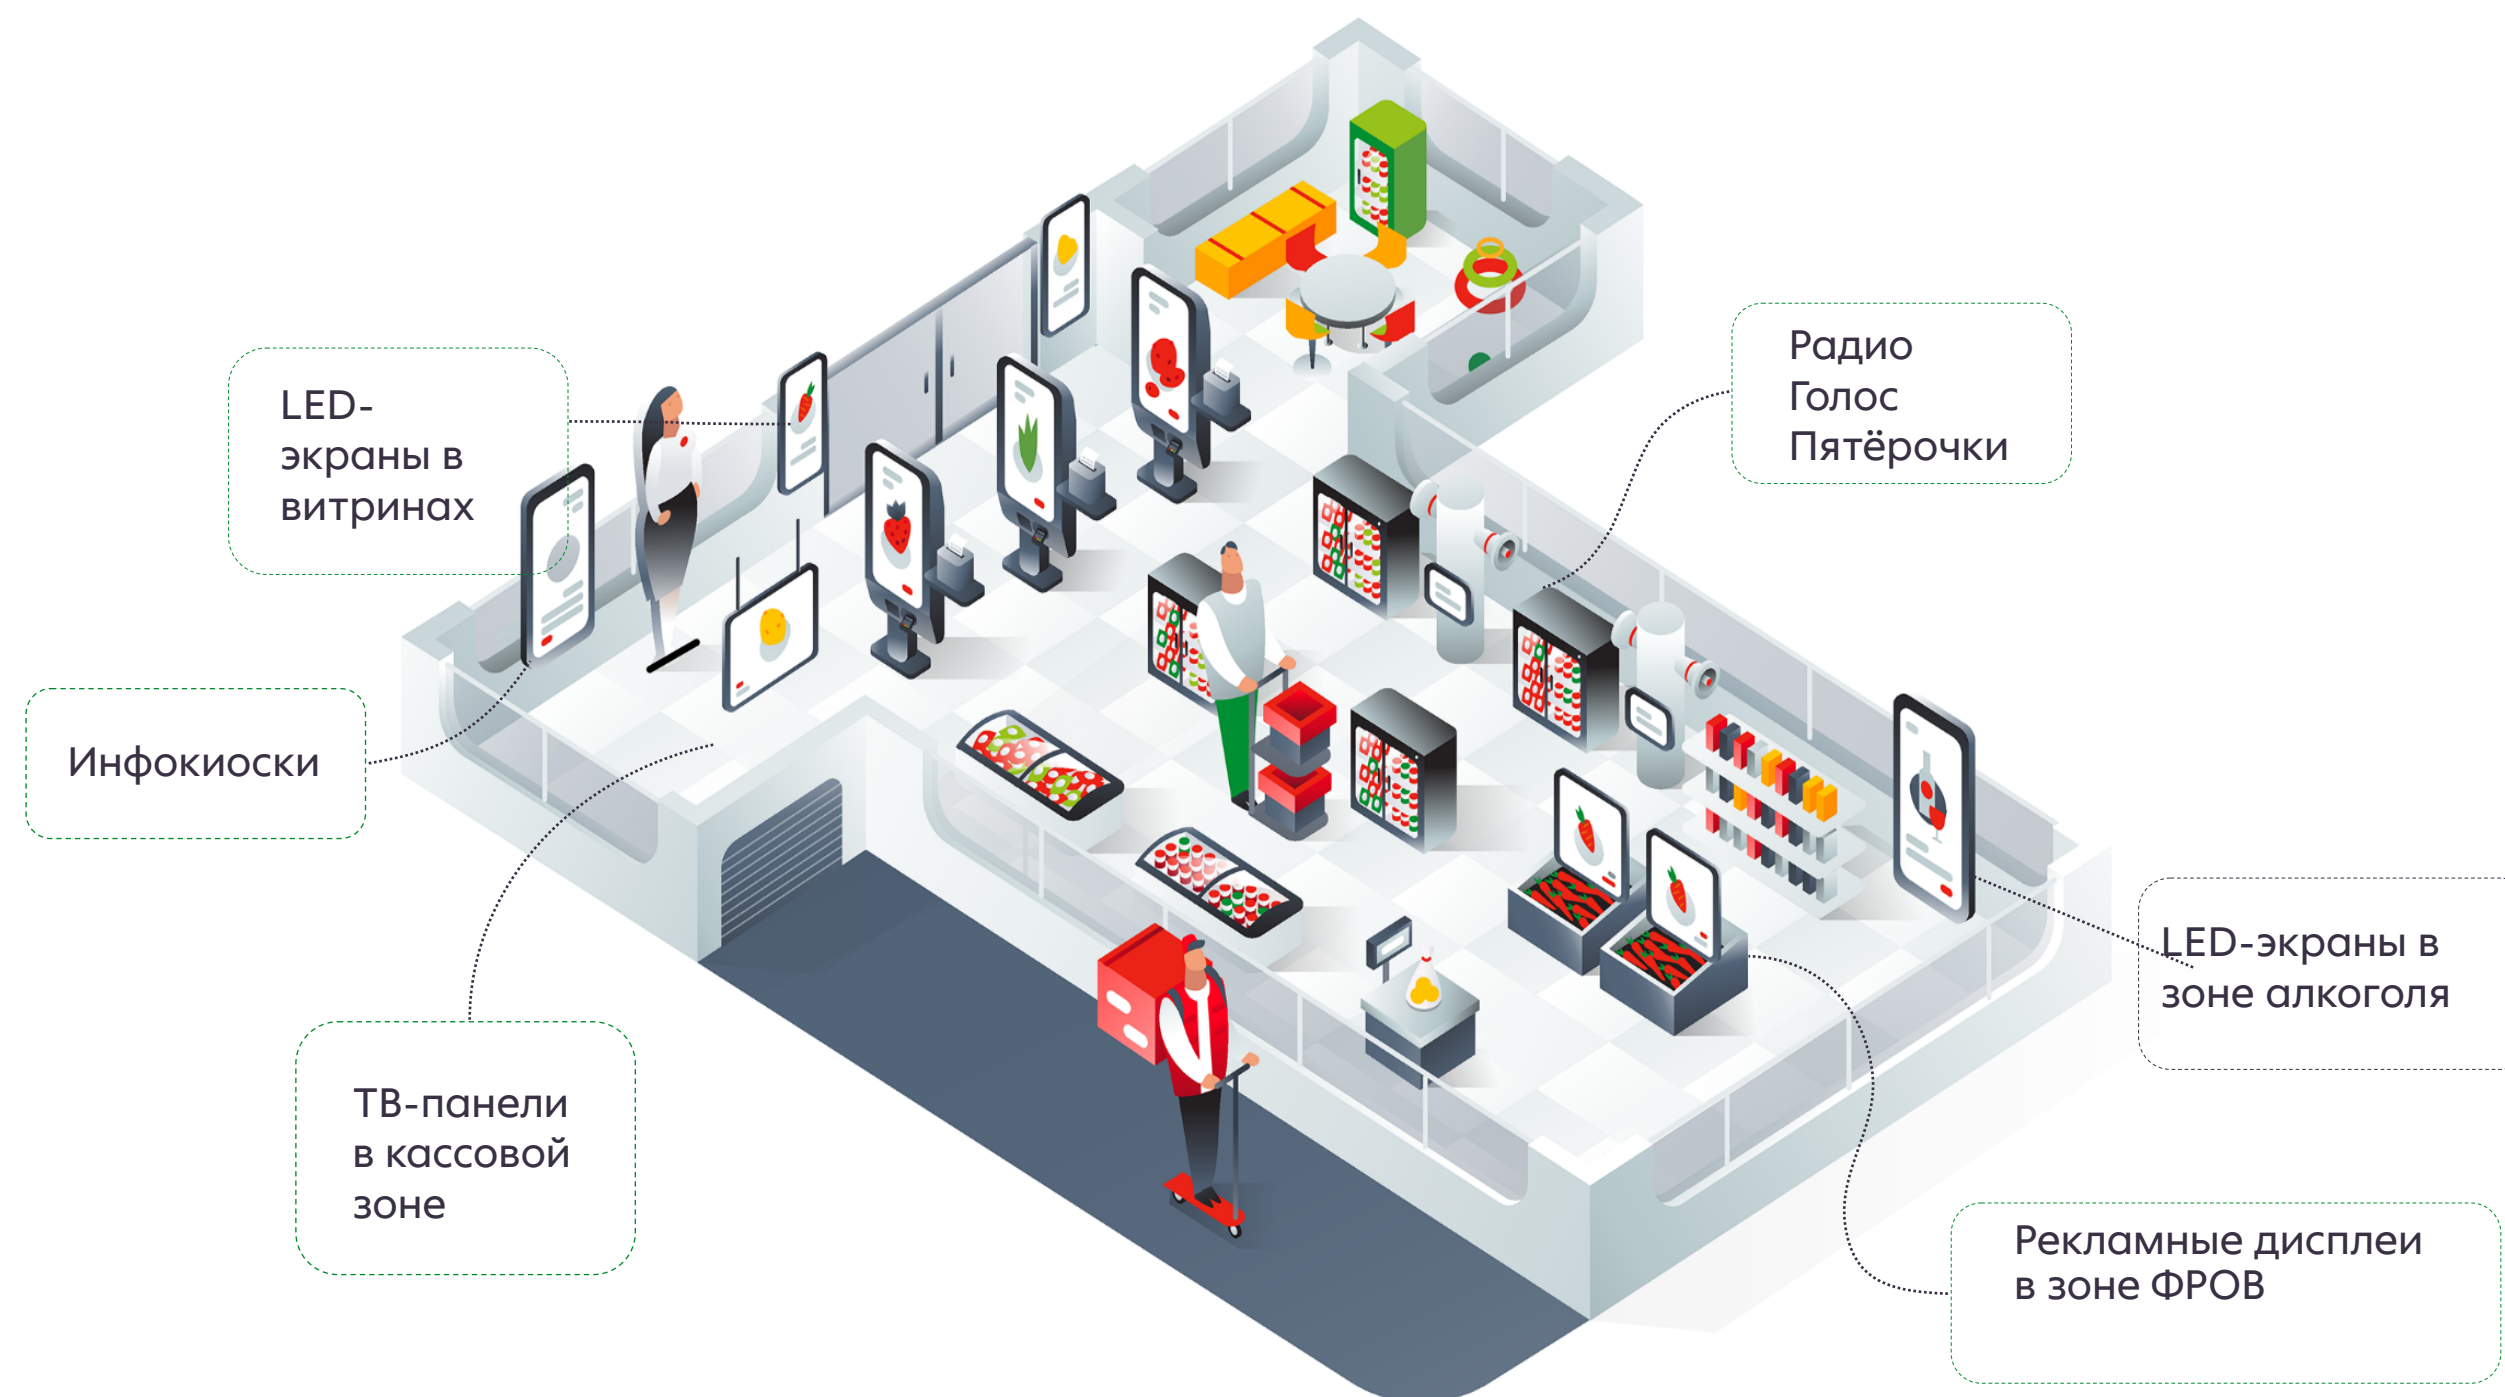 LED-
экраны в
витринах
Радио
Голос
Пятёрочки
Инфокиоски
LED-экраны в
зоне алкоголя
ТВ-панели
в кассовой
зоне
Рекламные дисплеи
в зоне ФРОВ